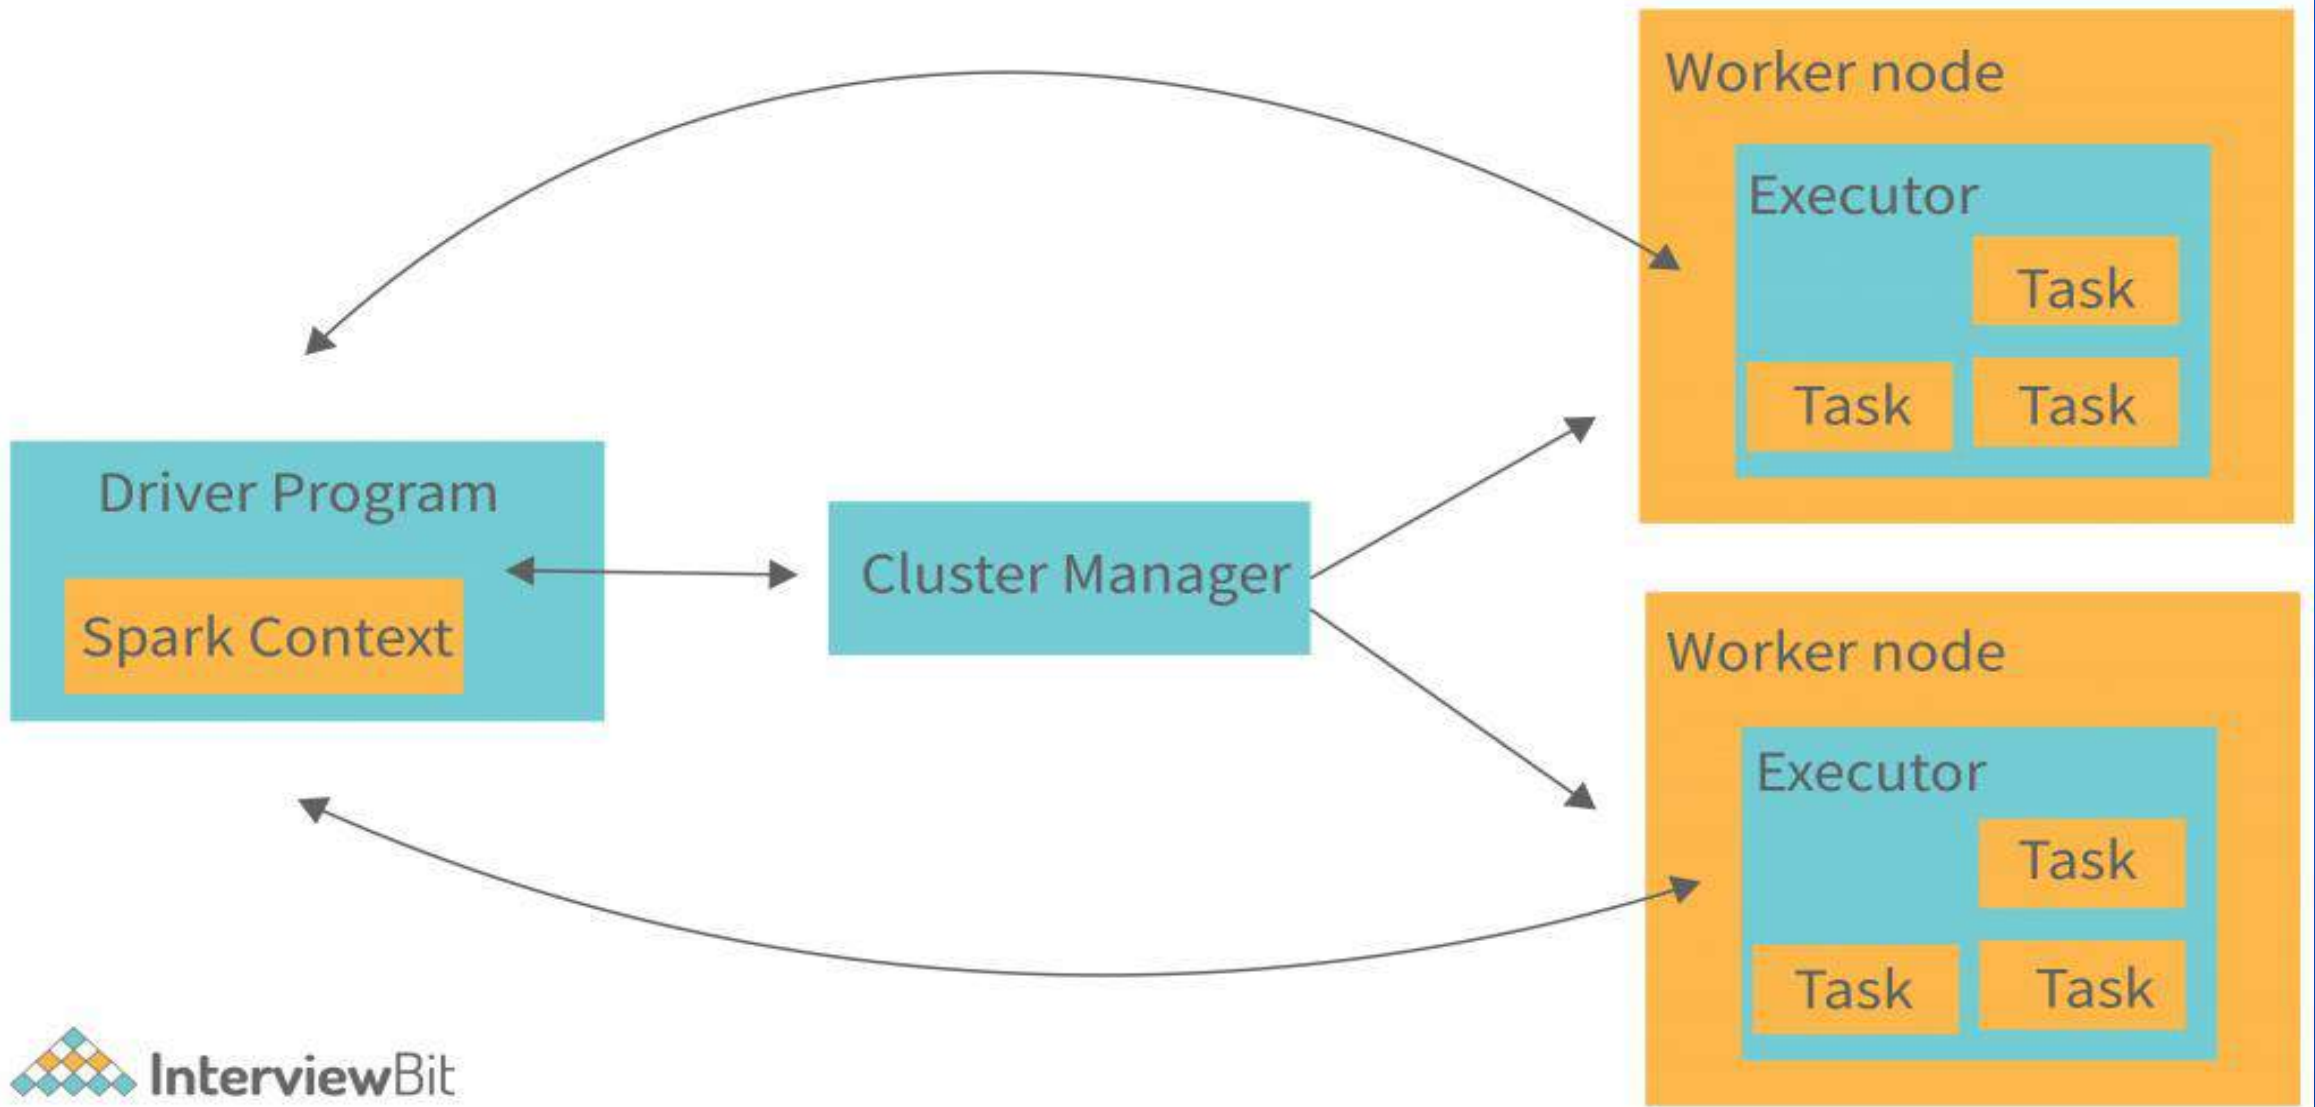 Driver Program
Spark Context
Cluster Manager
Worker node
Executor
Task
Task
Task
Worker node
Executor
Task
Task
Task
InterviewBit